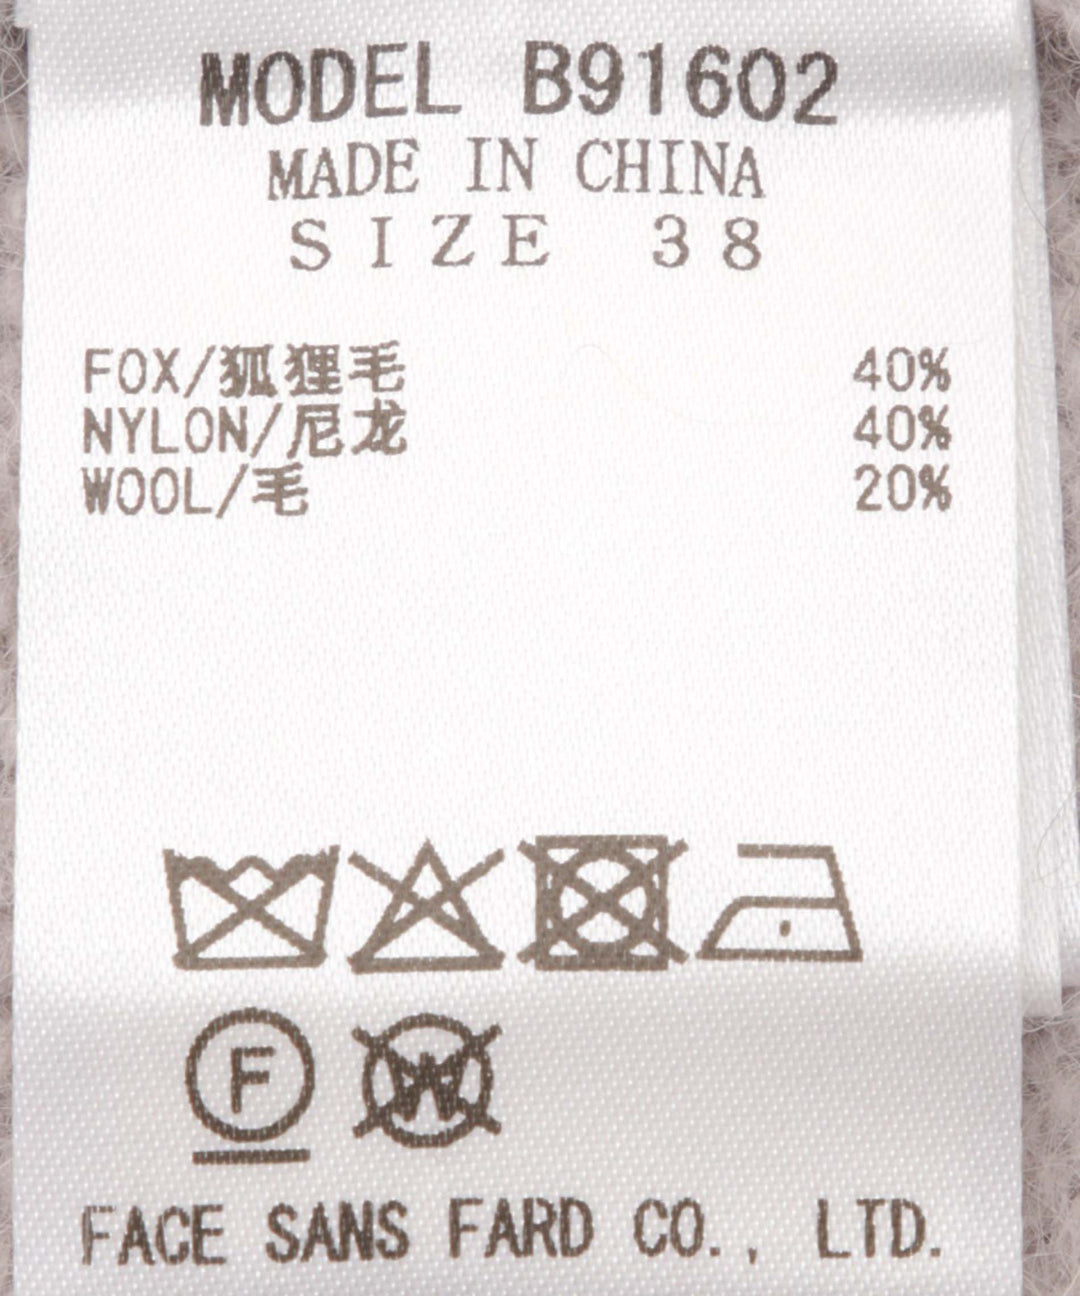 MODEL B91602
MADE IN CHINA
SIZE 38
FOX/狐狸毛 40%
NYLON/尼龙 40%
WOOL/毛 20%
F W
FACE SANS FARD CO., LTD.